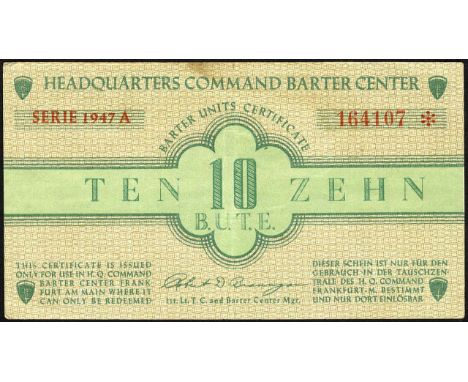 HEADQUARTERS COMMAND BARTER CENTER
SERIE 1947 A
164107 *
BARTER UNITS CERTIFICATE
TEN 10 ZEHN
B.U.T.E.
THIS CERTIFICATE IS ISSUED
ONLY FOR USE IN H.Q. COMMAND
BARTER CENTER FRANK-
FURT AM MAIN WHERE IT
CAN ONLY BE REDEEMED
1st. Lt. T. C. and Barter Center Mgr.
DIESER SCHEIN IST NUR FÜR DEN
GEBRAUCH IN DER TAUSCHZEN-
TRALE DES H.Q. COMMAND
FRANKFURT-M. BESTIMMT
UND NUR DORT EINLÖSBAR